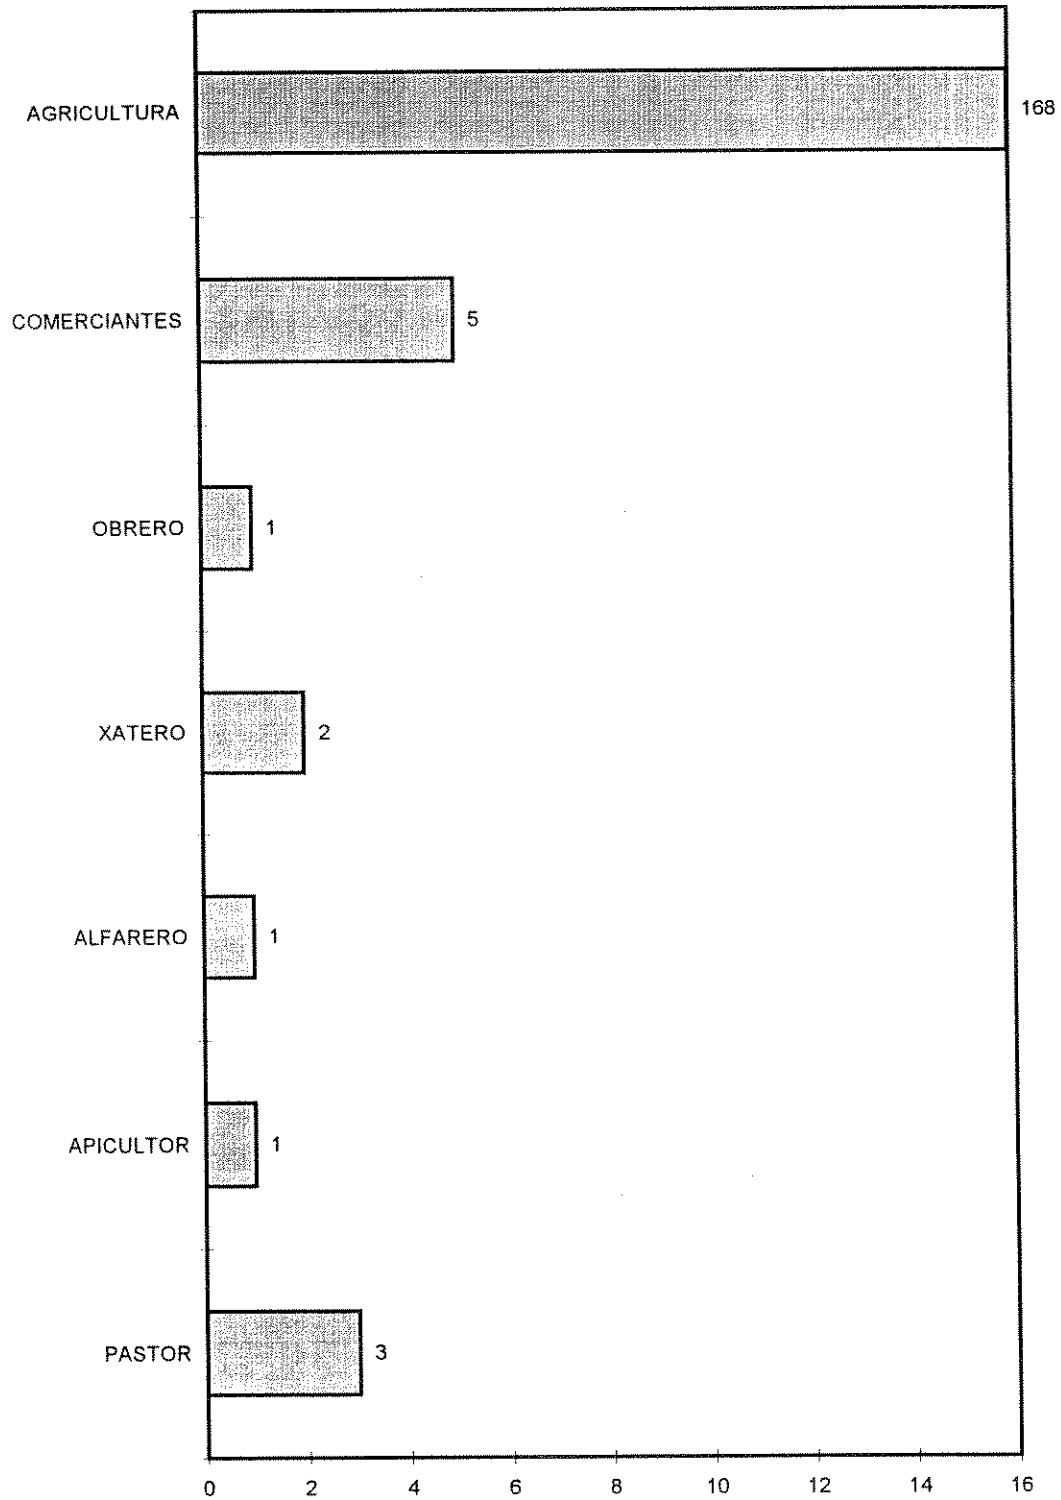 AGRICULTURA 168
COMERCIANTES 5
OBRERO 1
XATERO 2
ALFARERO 1
APICULTOR 1
PASTOR 3
0 2 4 6 8 10 12 14 16